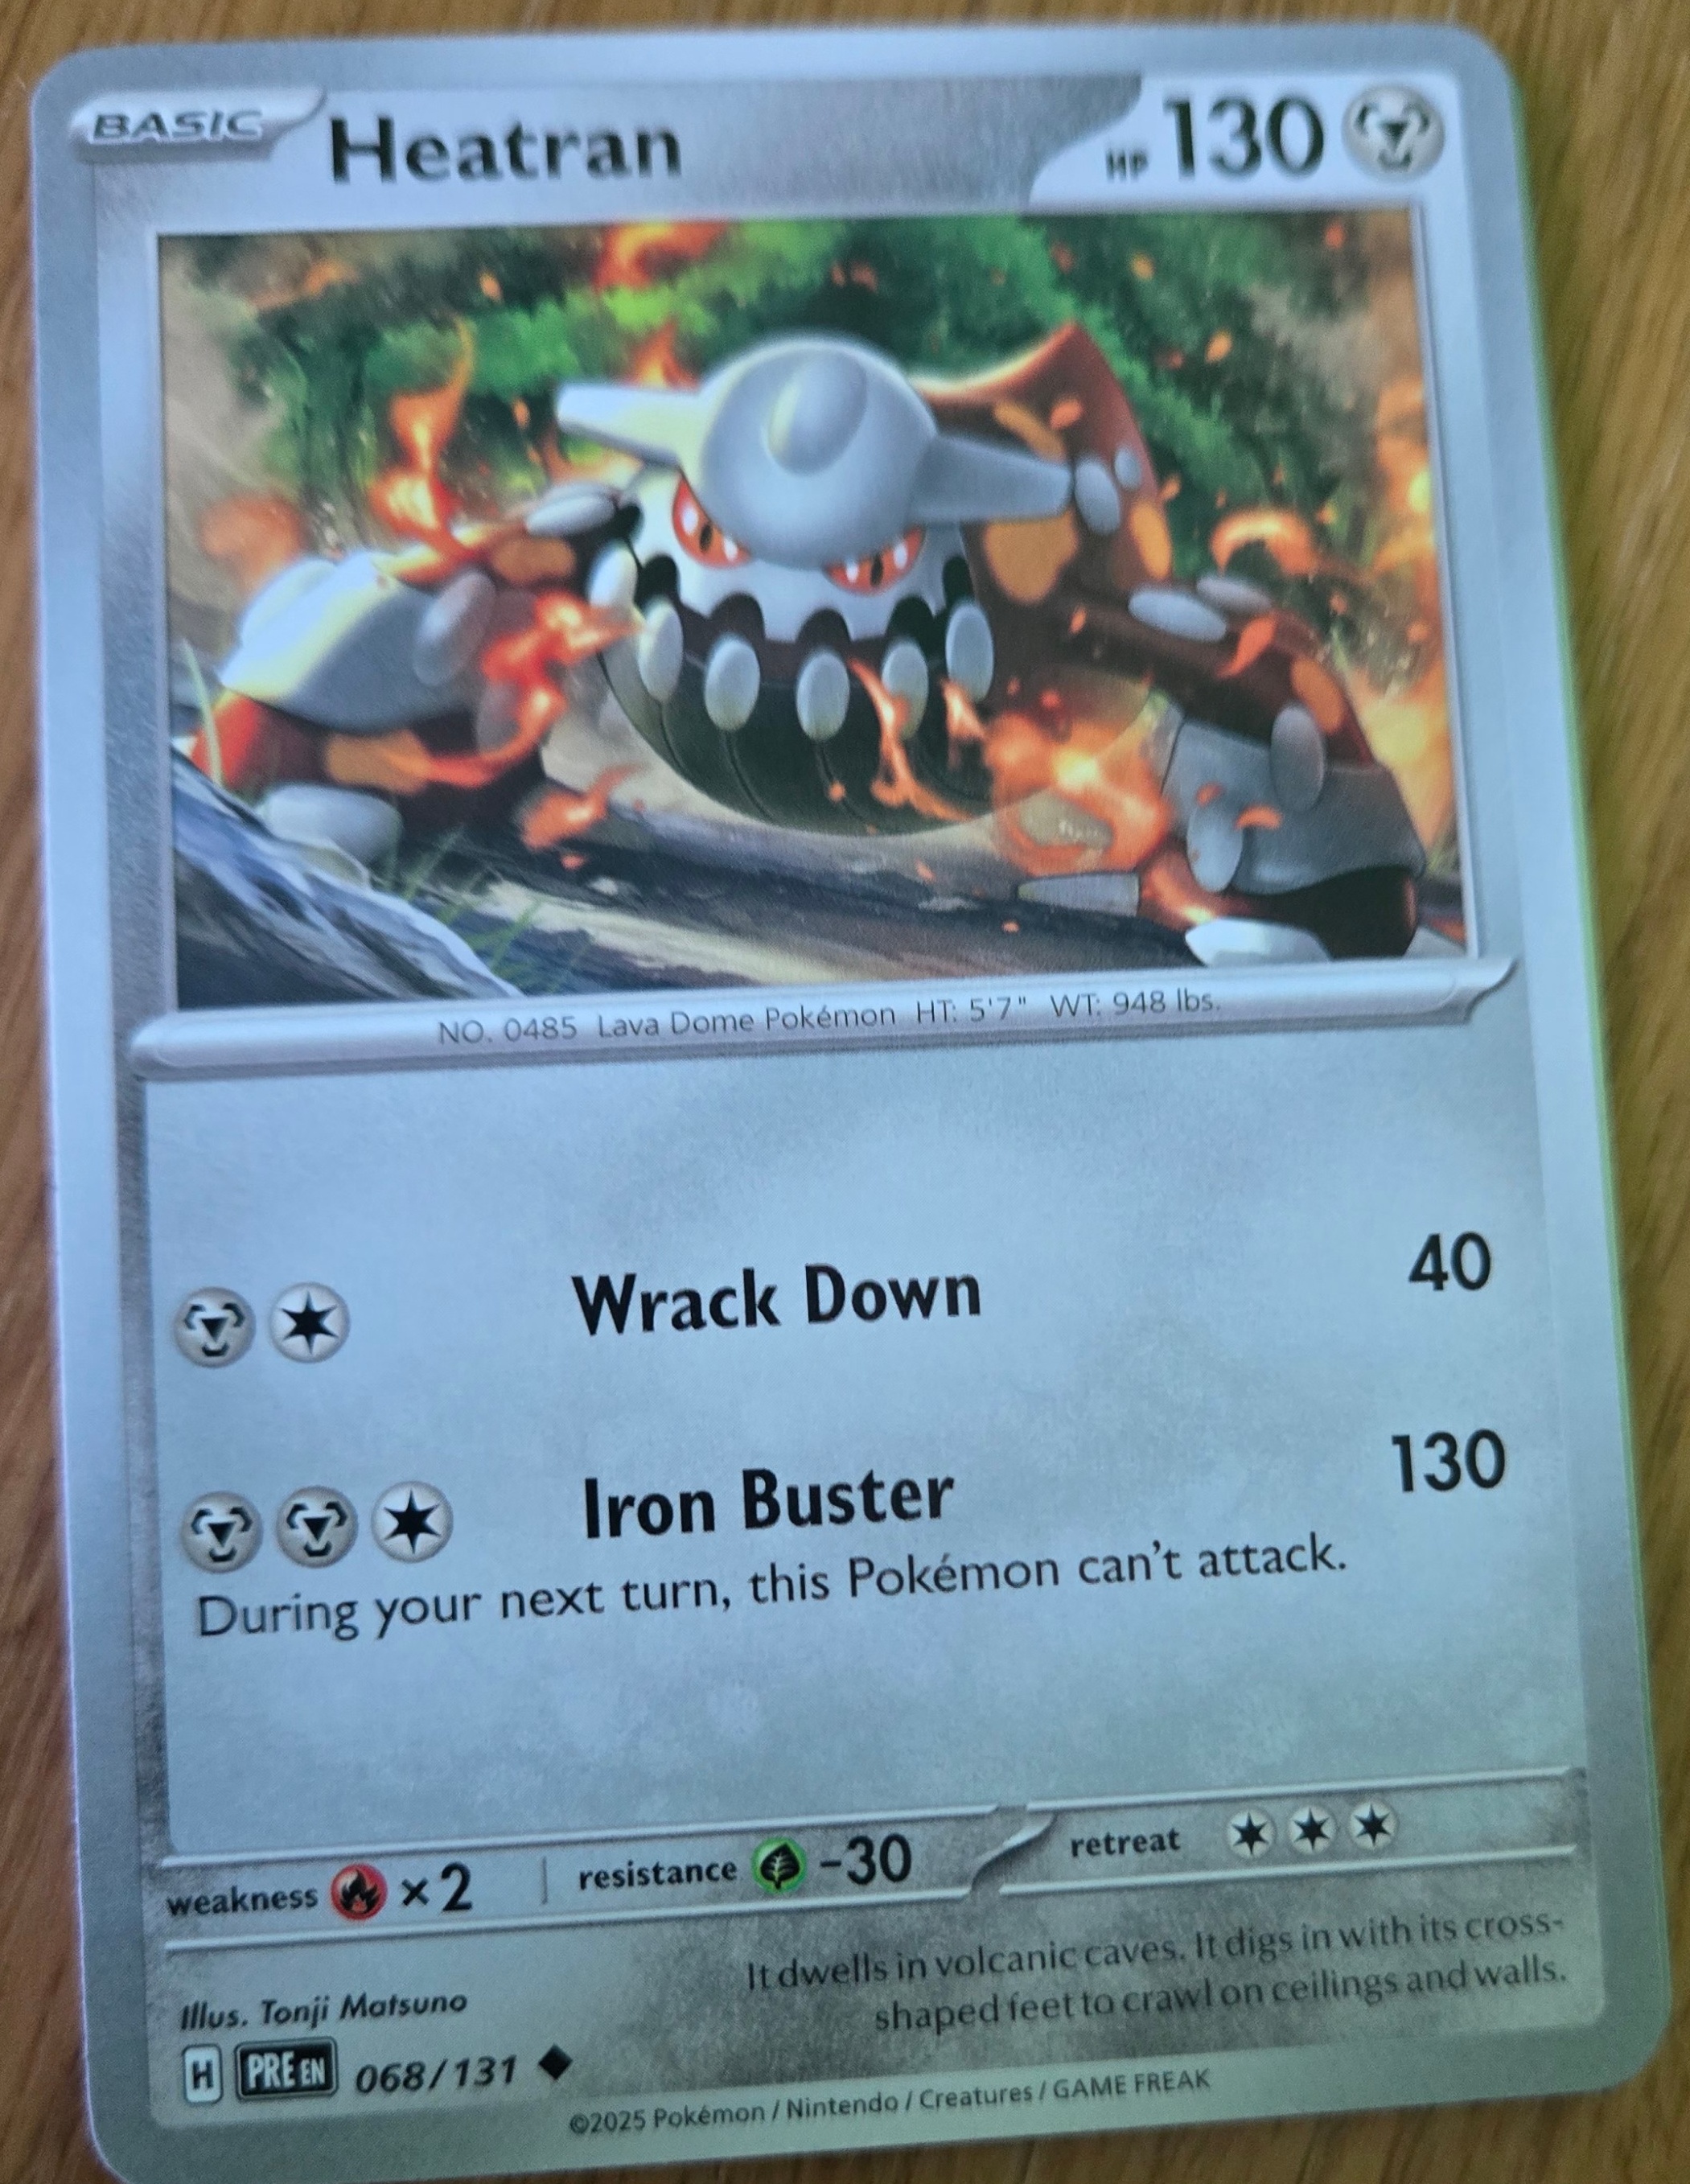 BASIC Heatran HP 130
NO. 0485 Lava Dome Pokémon HT: 5'7" WT: 948 lbs.
Wrack Down 40
Iron Buster 130
During your next turn, this Pokémon can't attack.
weakness ×2 resistance -30 retreat
It dwells in volcanic caves. It digs in with its cross-
shaped feet to crawl on ceilings and walls.
Illus. Tonji Matsuno
H PRE EN 068/131
©2025 Pokémon / Nintendo / Creatures / GAME FREAK